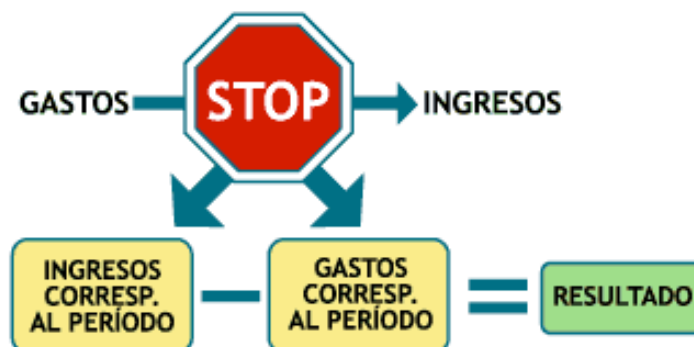 GASTOS
STOP
INGRESOS
INGRESOS
CORRESP.
AL PERÍODO
GASTOS
CORRESP.
AL PERÍODO
RESULTADO